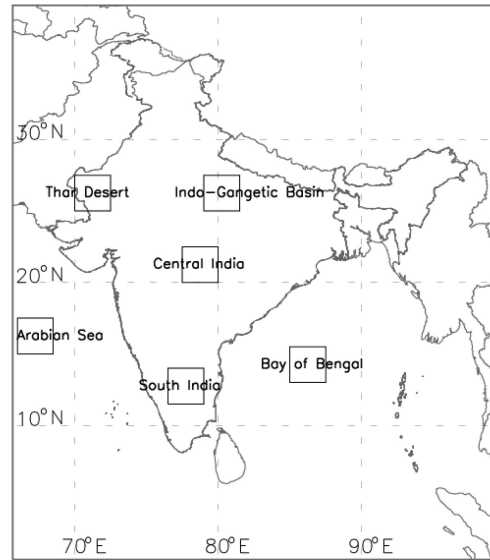 30°N
Thar Desert
Indo-Gangetic Basin
Central India
20°N
Arabian Sea
Bay of Bengal
South India
10°N
70°E
80°E
90°E